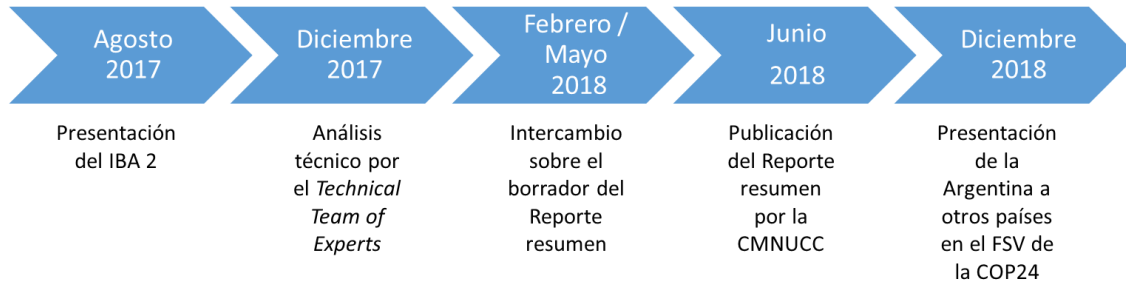 Agosto
2017
Diciembre
2017
Febrero /
Mayo
2018
Junio
2018
Diciembre
2018
Presentación
del IBA 2
Análisis
técnico por
el Technical
Team of
Experts
Intercambio
sobre el
borrador del
Reporte
resumen
Publicación
del Reporte
resumen
por la
CMNUCC
Presentación
de la
Argentina a
otros países
en el FSV de
la COP24